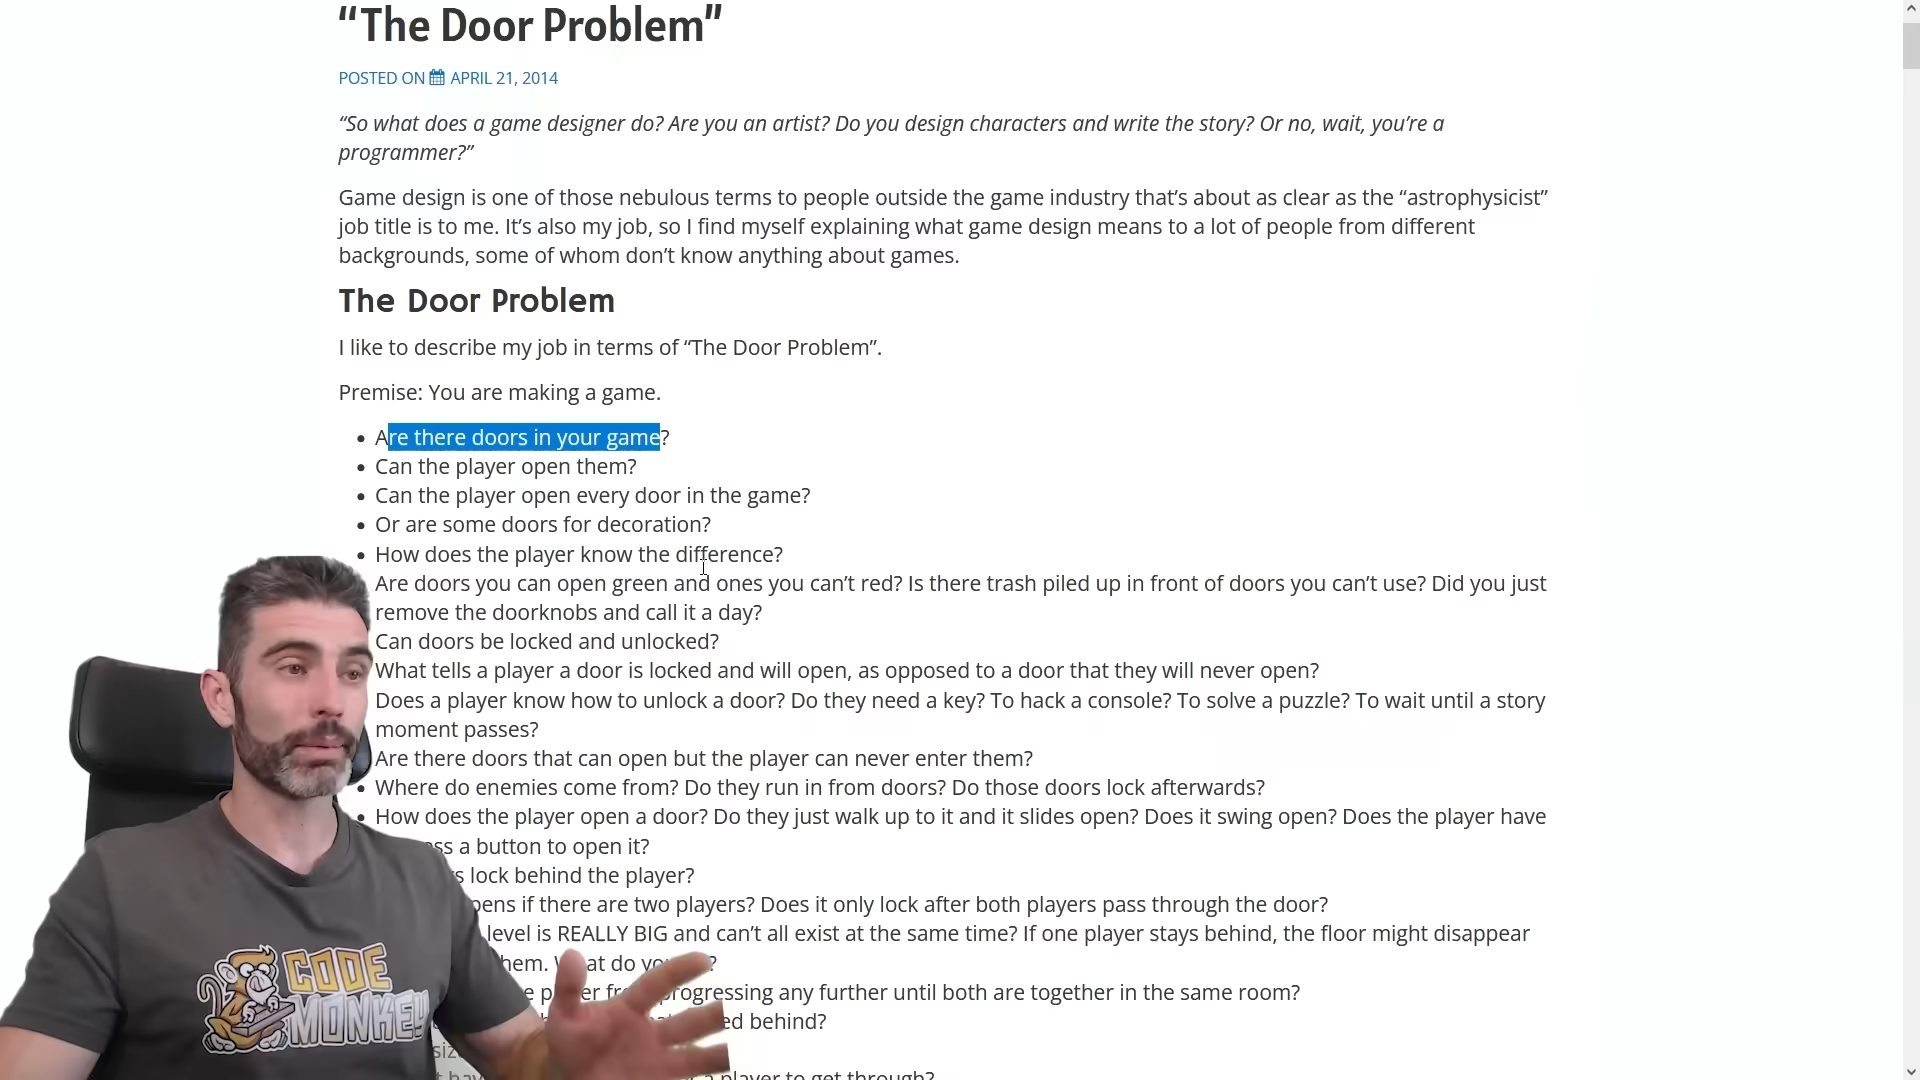 “The Door Problem”
POSTED ON APRIL 21, 2014
“So what does a game designer do? Are you an artist? Do you design characters and write the story? Or no, wait, you’re a
programmer?”
Game design is one of those nebulous terms to people outside the game industry that’s about as clear as the “astrophysicist”
job title is to me. It’s also my job, so I find myself explaining what game design means to a lot of people from different
backgrounds, some of whom don’t know anything about games.
The Door Problem
I like to describe my job in terms of “The Door Problem”.
Premise: You are making a game.
Are there doors in your game?
Can the player open them?
Can the player open every door in the game?
Or are some doors for decoration?
How does the player know the difference?
Are doors you can open green and ones you can’t red? Is there trash piled up in front of doors you can’t use? Did you just
remove the doorknobs and call it a day?
Can doors be locked and unlocked?
What tells a player a door is locked and will open, as opposed to a door that they will never open?
Does a player know how to unlock a door? Do they need a key? To hack a console? To solve a puzzle? To wait until a story
moment passes?
Are there doors that can open but the player can never enter them?
Where do enemies come from? Do they run in from doors? Do those doors lock afterwards?
How does the player open a door? Do they just walk up to it and it slides open? Does it swing open? Does the player have
a button to open it?
lock behind the player?
if there are two players? Does it only lock after both players pass through the door?
level is REALLY BIG and can’t all exist at the same time? If one player stays behind, the floor might disappear
progressing any further until both are together in the same room?
behind?
player to get through?
CODE
MONKEY